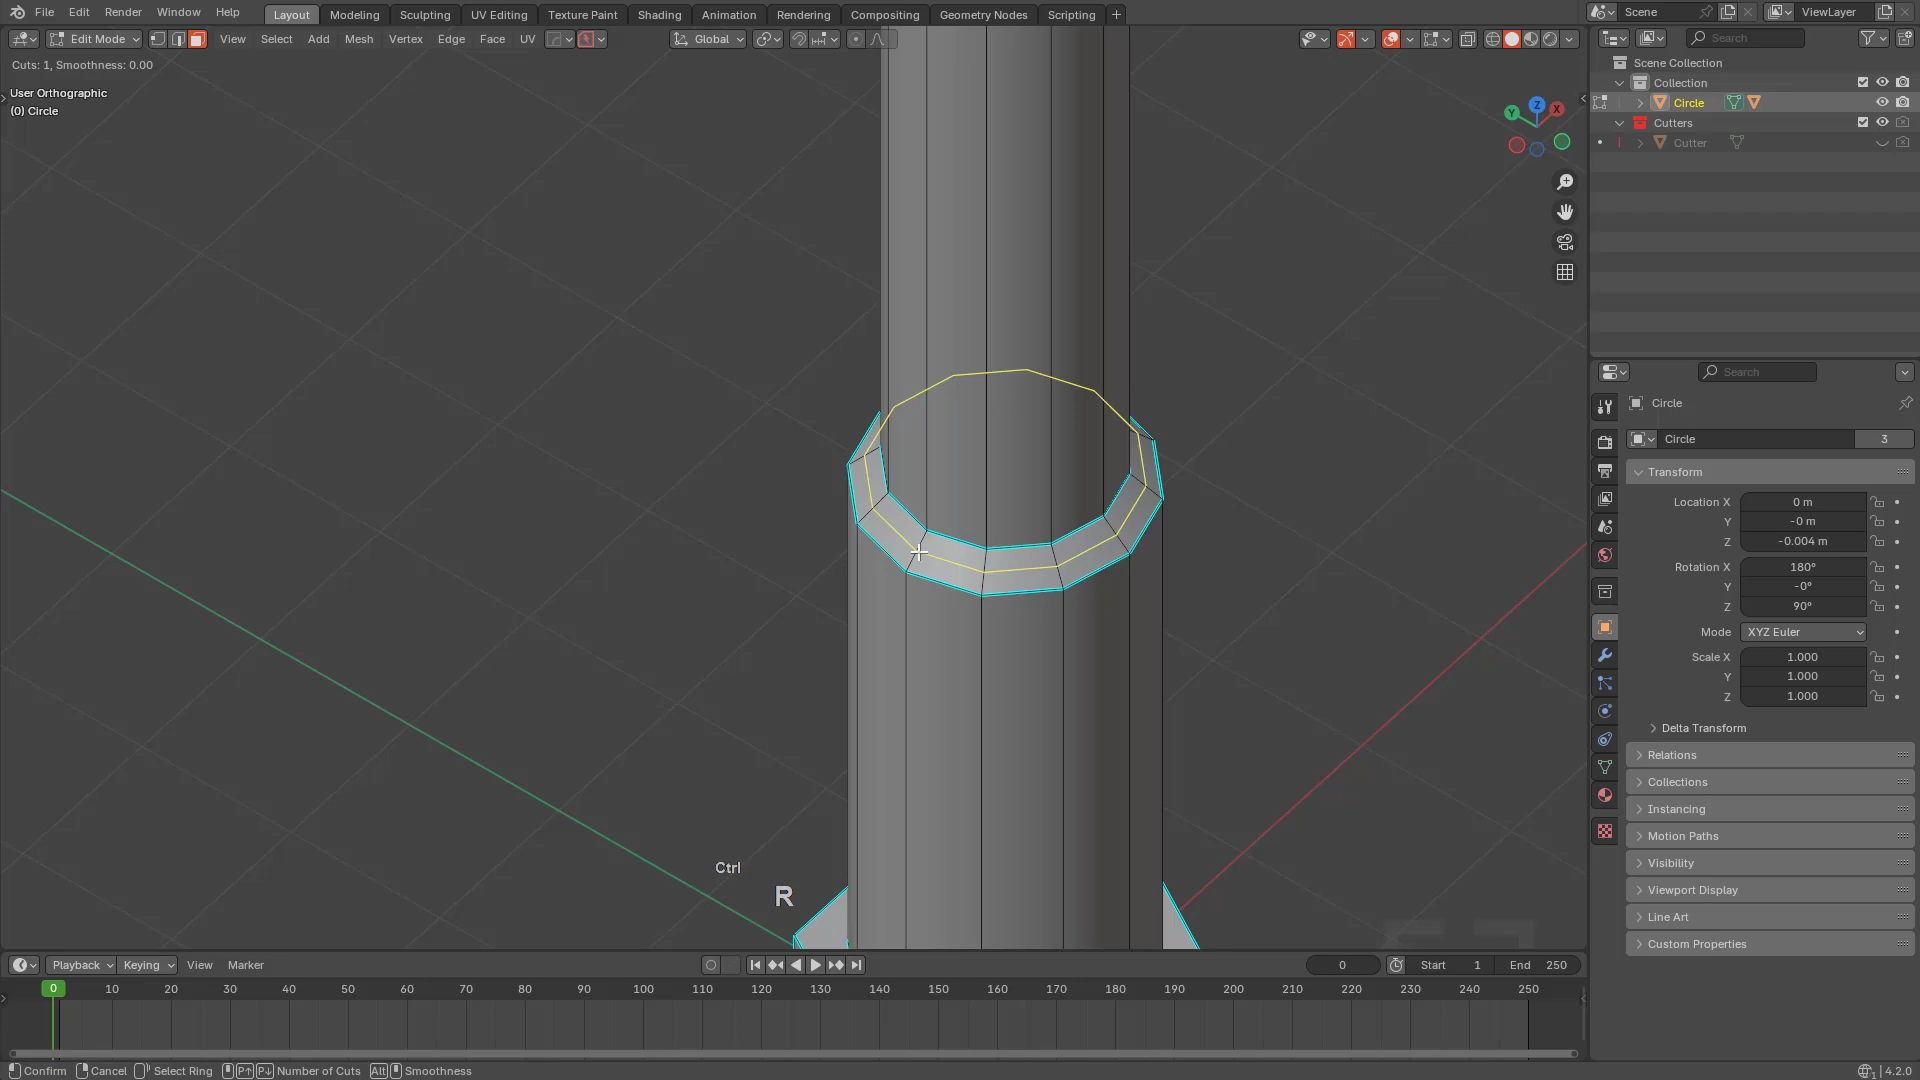 File Edit Render Window Help Layout Modeling Sculpting UV Editing Texture Paint Shading Animation Rendering Compositing Geometry Nodes Scripting + Scene ViewLayer
Edit Mode View Select Add Mesh Vertex Edge Face UV Global Search
Cuts: 1, Smoothness: 0.00
User Orthographic
(0) Circle
Z
X
Y
Scene Collection
Collection
Circle
Cutters
Cutter
Search
Circle
Circle 3
Transform
Location X 0 m
Y -0 m
Z -0.004 m
Rotation X 180°
Y -0°
Z 90°
Mode XYZ Euler
Scale X 1.000
Y 1.000
Z 1.000
Delta Transform
Relations
Collections
Instancing
Motion Paths
Visibility
Viewport Display
Line Art
Custom Properties
Ctrl
R
Playback Keying View Marker 0 Start 1 End 250
0 10 20 30 40 50 60 70 80 90 100 110 120 130 140 150 160 170 180 190 200 210 220 230 240 250
Confirm Cancel Select Ring P↑ P↓ Number of Cuts Alt Smoothness 4.2.0